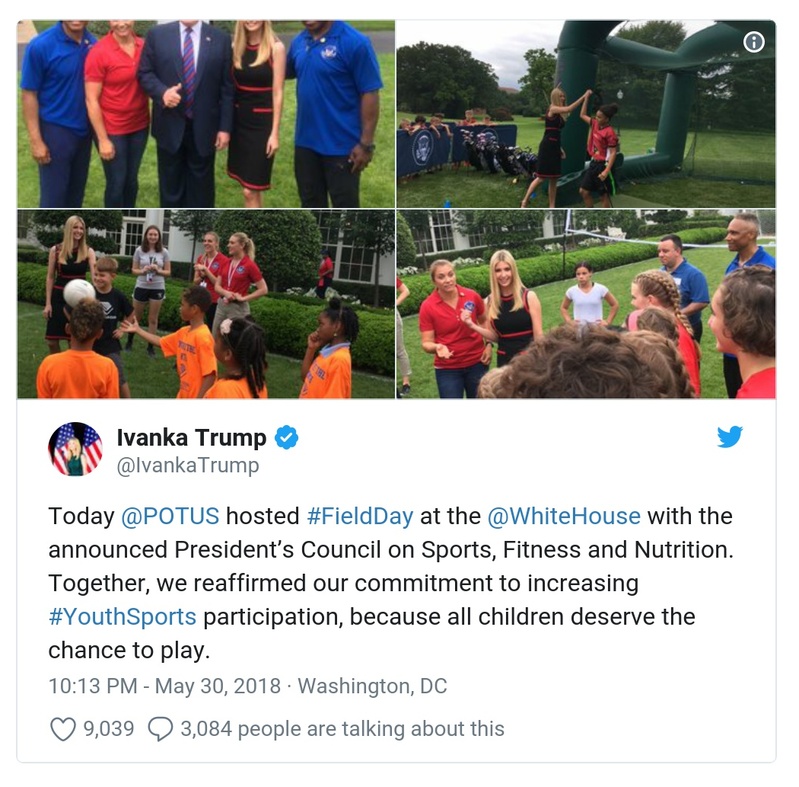 Ivanka Trump
@IvankaTrump
Today @POTUS hosted #FieldDay at the @WhiteHouse with the
announced President’s Council on Sports, Fitness and Nutrition.
Together, we reaffirmed our commitment to increasing
#YouthSports participation, because all children deserve the
chance to play.
10:13 PM - May 30, 2018 · Washington, DC
9,039 3,084 people are talking about this